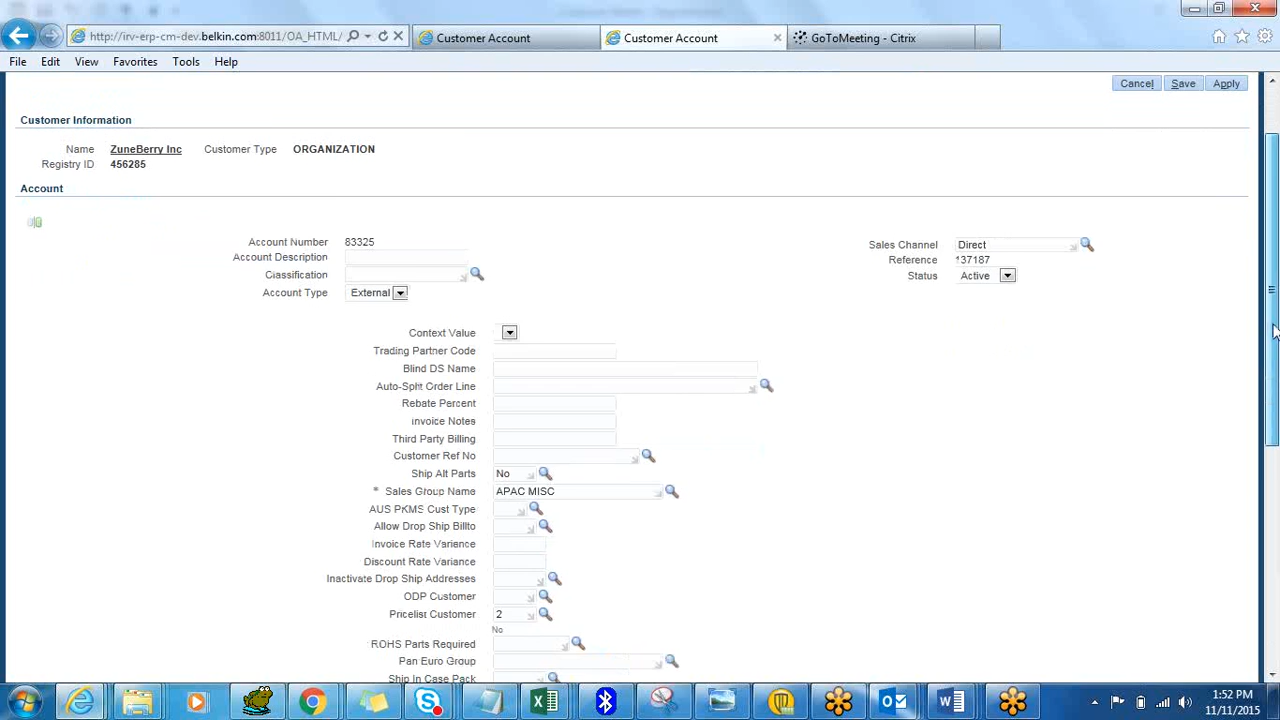 http://irv-erp-cm-dev.belkin.com:8011/OA_HTML/
Customer Account
Customer Account
GoToMeeting - Citrix
File Edit View Favorites Tools Help
Cancel Save Apply
Customer Information
Name ZuneBerry Inc Customer Type ORGANIZATION
Registry ID 456285
Account
Account Number 83325
Sales Channel Direct
Account Description
Reference 137187
Classification
Status Active
Account Type External
Context Value
Trading Partner Code
Blind DS Name
Auto-Split Order Line
Rebate Percent
Invoice Notes
Third Party Billing
Customer Ref No
Ship Alt Parts No
* Sales Group Name APAC MISC
AUS PKMS Cust Type
Allow Drop Ship Billto
Invoice Rate Variance
Discount Rate Variance
Inactivate Drop Ship Addresses
ODP Customer
Pricelist Customer 2
No
ROHS Parts Required
Pan Euro Group
Ship In Case Pack
1:52 PM
11/11/2015